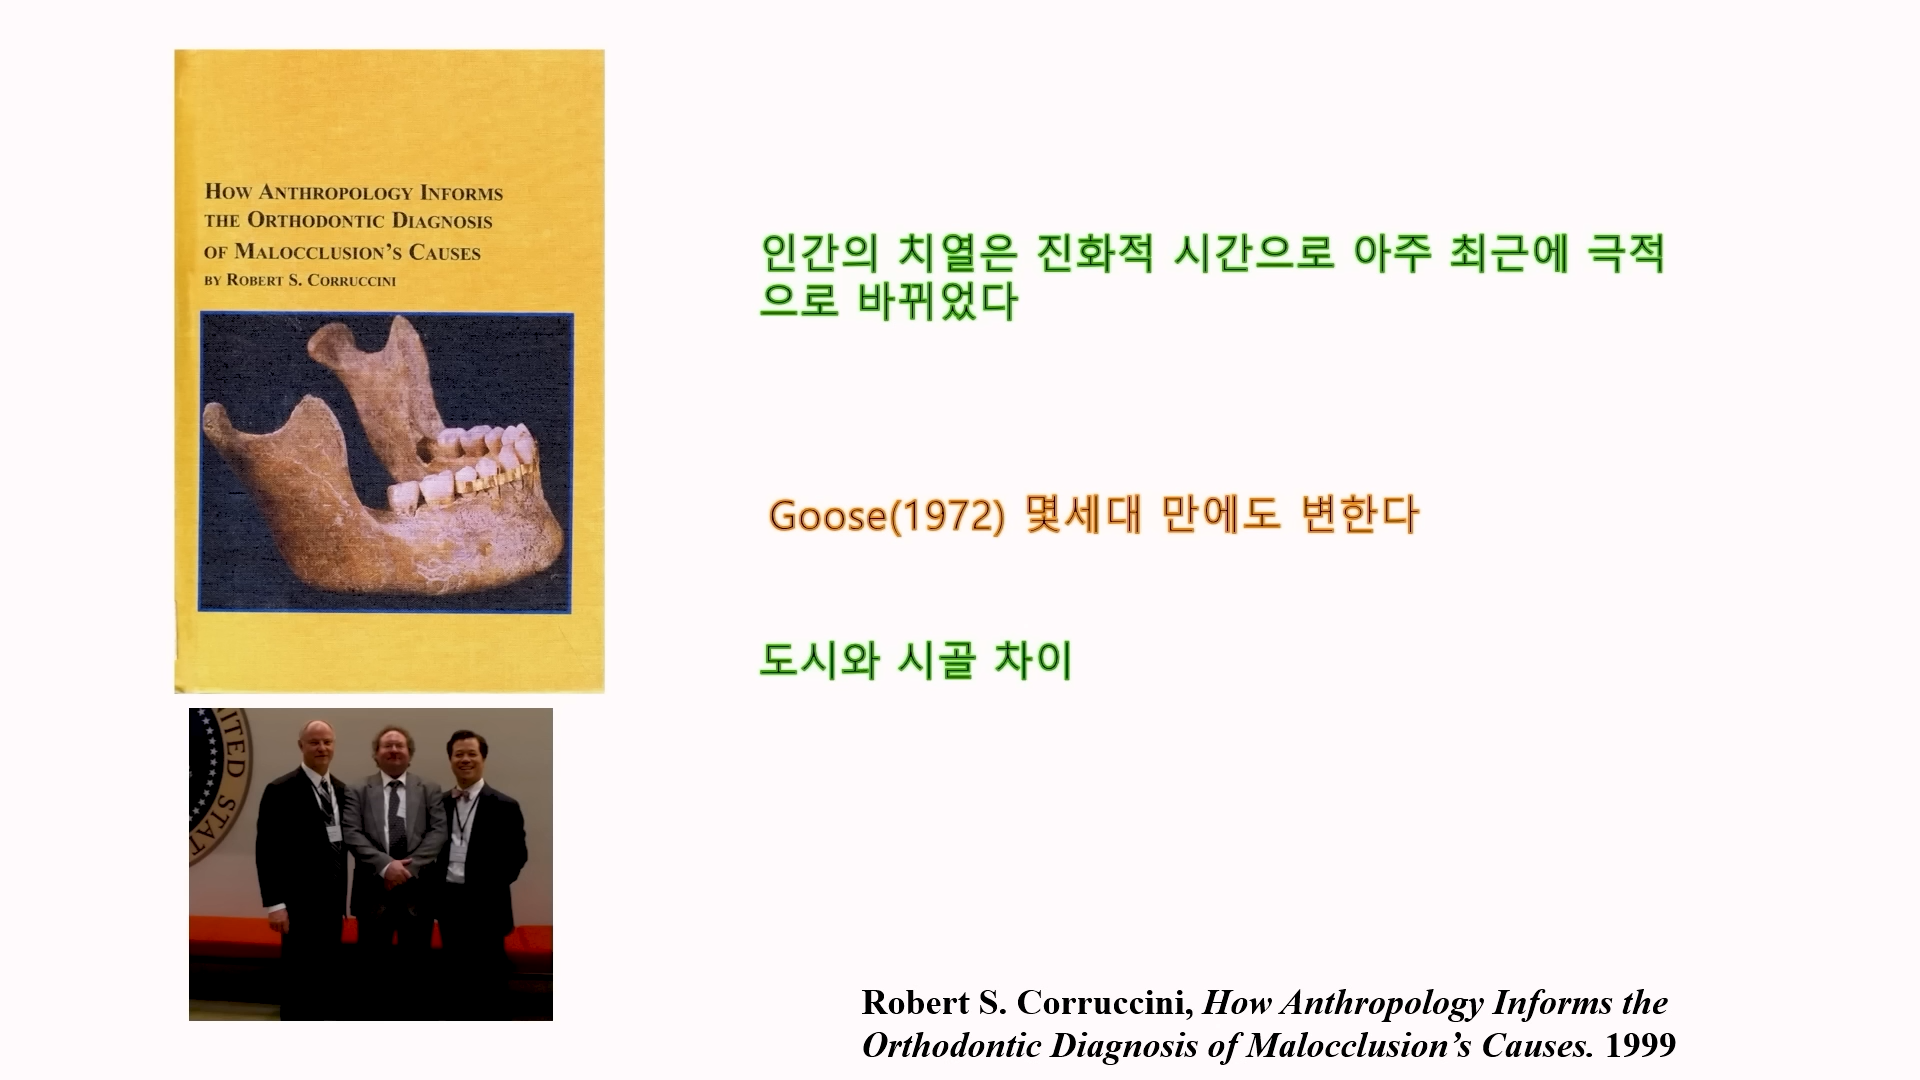 HOW ANTHROPOLOGY INFORMS
THE ORTHODONTIC DIAGNOSIS
OF MALOCCLUSION'S CAUSES
BY ROBERT S. CORRUCCINI
인간의 치열은 진화적 시간으로 아주 최근에 극적
으로 바뀌었다
Goose(1972) 몇세대 만에도 변한다
도시와 시골 차이
ITED STAT
Robert S. Corruccini, How Anthropology Informs the
Orthodontic Diagnosis of Malocclusion’s Causes. 1999